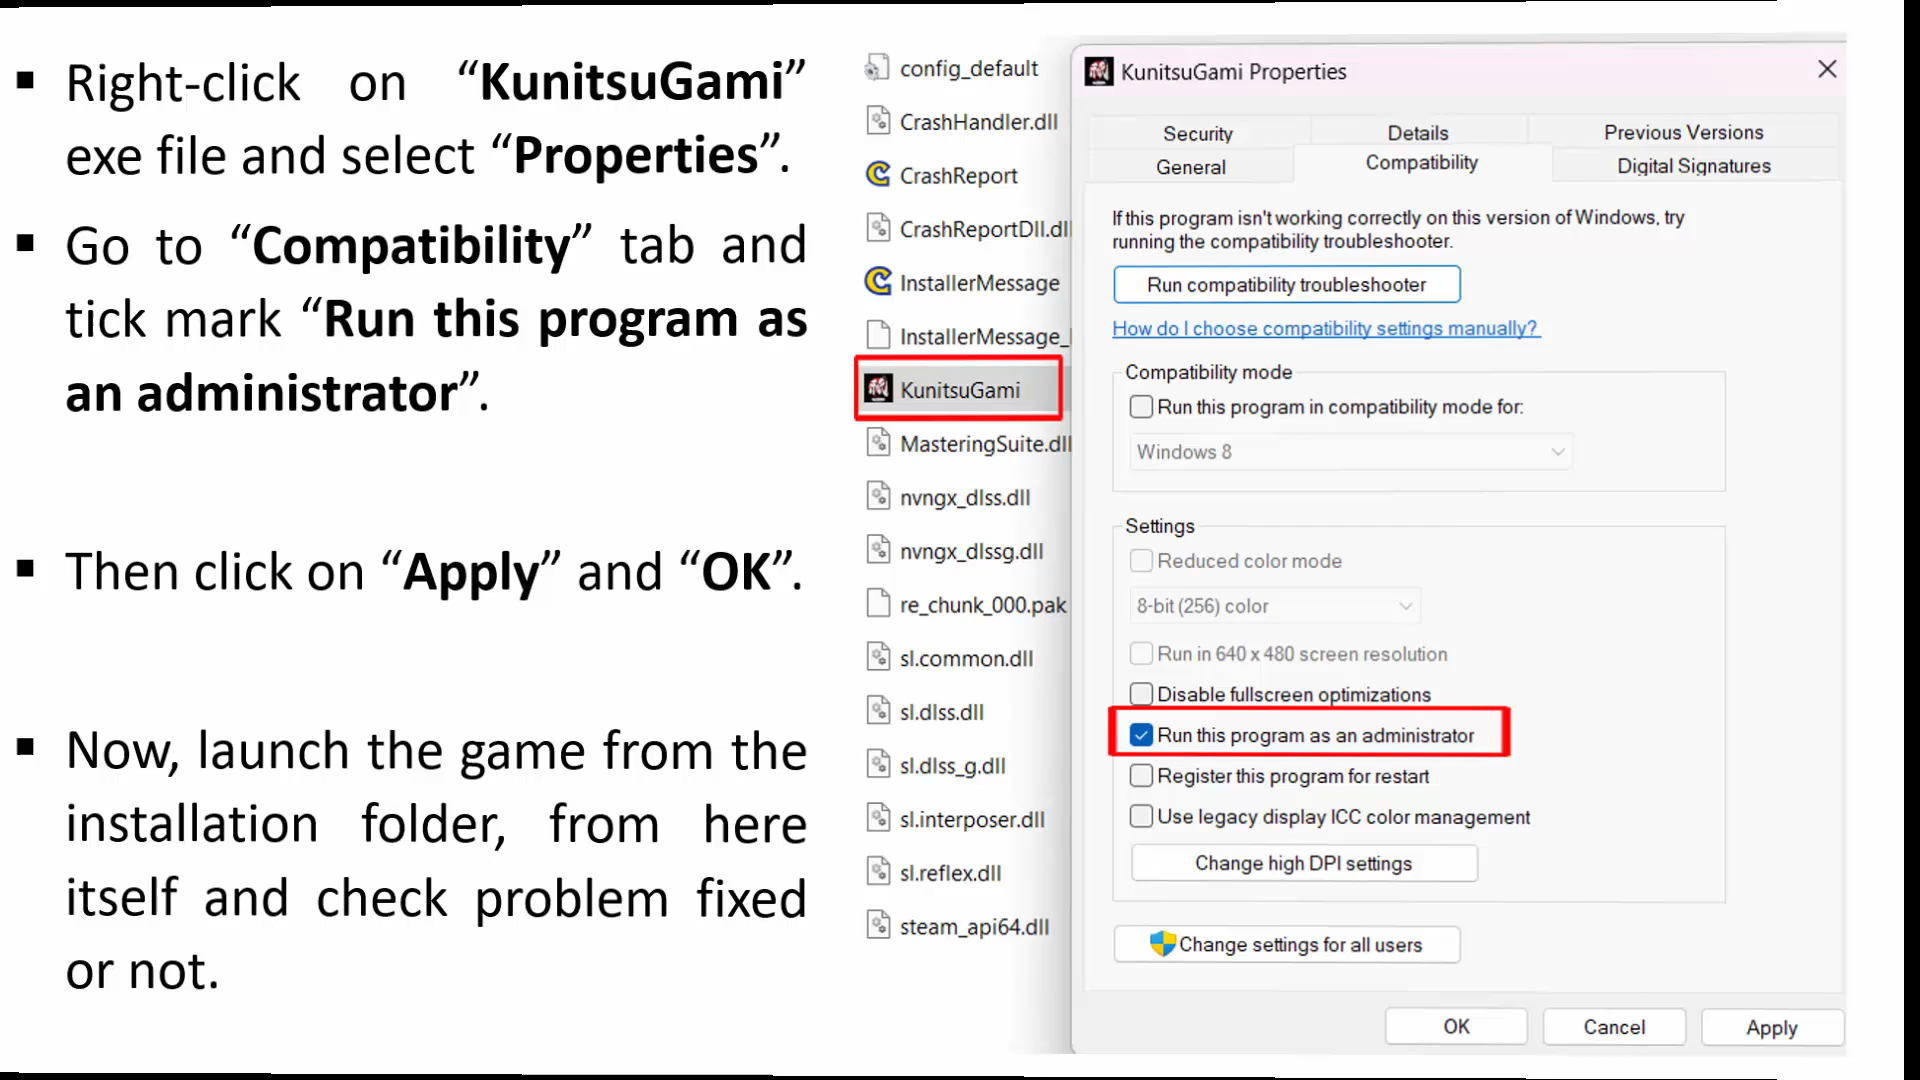 ▪ Right-click on “KunitsuGami”
exe file and select “Properties”.
▪ Go to “Compatibility” tab and
tick mark “Run this program as
an administrator”.
▪ Then click on “Apply” and “OK”.
▪ Now, launch the game from the
installation folder, from here
itself and check problem fixed
or not.
config_default
CrashHandler.dll
CrashReport
CrashReportDll.dll
InstallerMessage
InstallerMessage_
KunitsuGami
MasteringSuite.dll
nvngx_dlss.dll
nvngx_dlssg.dll
re_chunk_000.pak
sl.common.dll
sl.dlss.dll
sl.dlss_g.dll
sl.interposer.dll
sl.reflex.dll
steam_api64.dll
KunitsuGami Properties
Security Details Previous Versions
General Compatibility Digital Signatures
If this program isn't working correctly on this version of Windows, try
running the compatibility troubleshooter.
Run compatibility troubleshooter
How do I choose compatibility settings manually?
Compatibility mode
Run this program in compatibility mode for:
Windows 8
Settings
Reduced color mode
8-bit (256) color
Run in 640 x 480 screen resolution
Disable fullscreen optimizations
Run this program as an administrator
Register this program for restart
Use legacy display ICC color management
Change high DPI settings
Change settings for all users
OK Cancel Apply